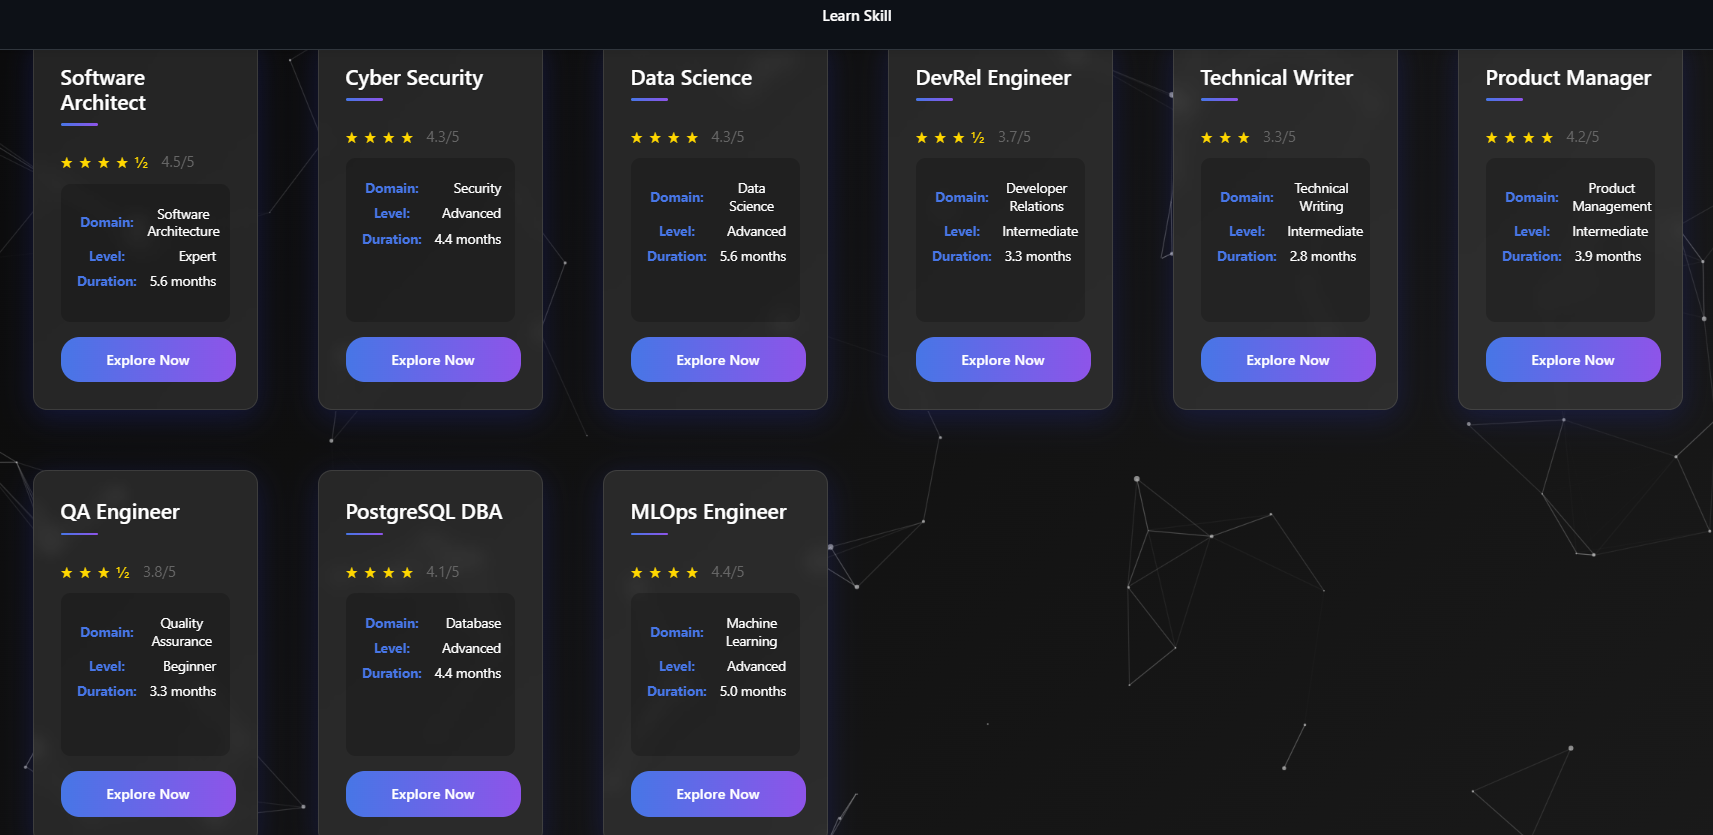 Learn Skill
Software
Architect
★ ★ ★ ★ ½ 4.5/5
Domain: Software
Architecture
Level: Expert
Duration: 5.6 months
Explore Now
Cyber Security
★ ★ ★ ★ 4.3/5
Domain: Security
Level: Advanced
Duration: 4.4 months
Explore Now
Data Science
★ ★ ★ ★ 4.3/5
Domain: Data
Science
Level: Advanced
Duration: 5.6 months
Explore Now
DevRel Engineer
★ ★ ★ ½ 3.7/5
Domain: Developer
Relations
Level: Intermediate
Duration: 3.3 months
Explore Now
Technical Writer
★ ★ ★ 3.3/5
Domain: Technical
Writing
Level: Intermediate
Duration: 2.8 months
Explore Now
Product Manager
★ ★ ★ ★ 4.2/5
Domain: Product
Management
Level: Intermediate
Duration: 3.9 months
Explore Now
QA Engineer
★ ★ ★ ½ 3.8/5
Domain: Quality
Assurance
Level: Beginner
Duration: 3.3 months
Explore Now
PostgreSQL DBA
★ ★ ★ ★ 4.1/5
Domain: Database
Level: Advanced
Duration: 4.4 months
Explore Now
MLOps Engineer
★ ★ ★ ★ 4.4/5
Domain: Machine
Learning
Level: Advanced
Duration: 5.0 months
Explore Now